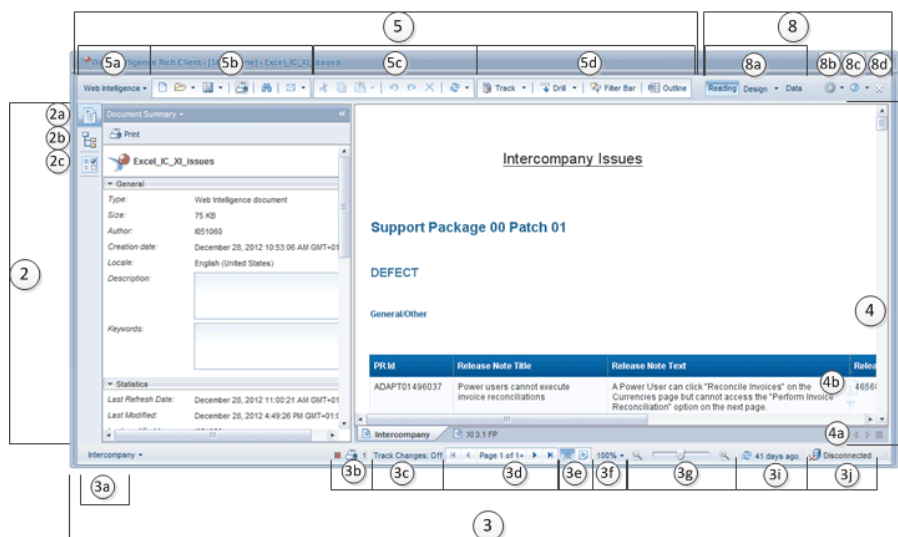 5
8
5a
5b
5c
5d
8a
8b
8c
8d
Web Intelligence Rich Client - Excel_IC_XI_issues
Web Intelligence
Track
Drill
Filter Bar
Outline
Reading
Design
Data
2a
2b
2c
2
Document Summary
Print
Excel_IC_XI_issues
General
Type: Web Intelligence document
Size: 75 KB
Author: I051060
Creation date: December 28, 2012 10:53:06 AM GMT+01
Locale: English (United States)
Description:
Keywords:
Statistics
Last Refresh Date: December 28, 2012 11:00:21 AM GMT+01
Last Modified: December 28, 2012 4:49:26 PM GMT+01:0
Intercompany Issues
Support Package 00 Patch 01
DEFECT
General/Other
4
PR Id Release Note Title Release Note Text Relea
ADAPT01496037 Power users cannot execute invoice reconciliations
A Power User can click "Reconcile Invoices" on the
Currencies page but cannot access the "Perform Invoice
Reconciliation" option on the next page.
4b
4656
Intercompany
XI 3.1 FP
4a
Intercompany
1
Track Changes: Off
Page 1 of 1+
100%
41 days ago.
Disconnected
3a
3b
3c
3d
3e
3f
3g
3i
3j
3